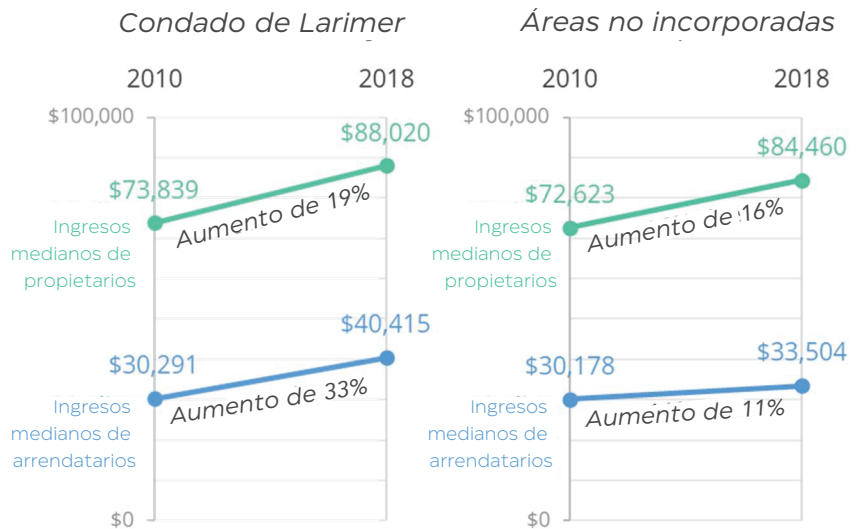 Condado de Larimer
2010 2018
$100,000
$88,020
$73,839
Aumento de 19%
Ingresos
medianos de
propietarios
$40,415
$30,291
Aumento de 33%
Ingresos
medianos de
arrendatarios
$0
Áreas no incorporadas
2010 2018
$100,000
$84,460
$72,623
Aumento de 16%
Ingresos
medianos de
propietarios
$33,504
$30,178
Aumento de 11%
Ingresos
medianos de
arrendatarios
$0